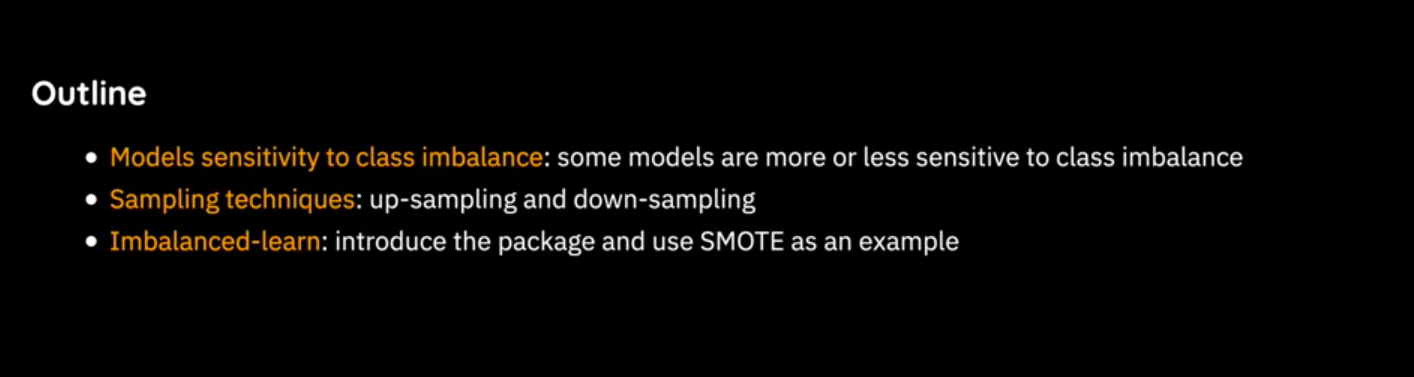 Outline
• Models sensitivity to class imbalance: some models are more or less sensitive to class imbalance
• Sampling techniques: up-sampling and down-sampling
• Imbalanced-learn: introduce the package and use SMOTE as an example